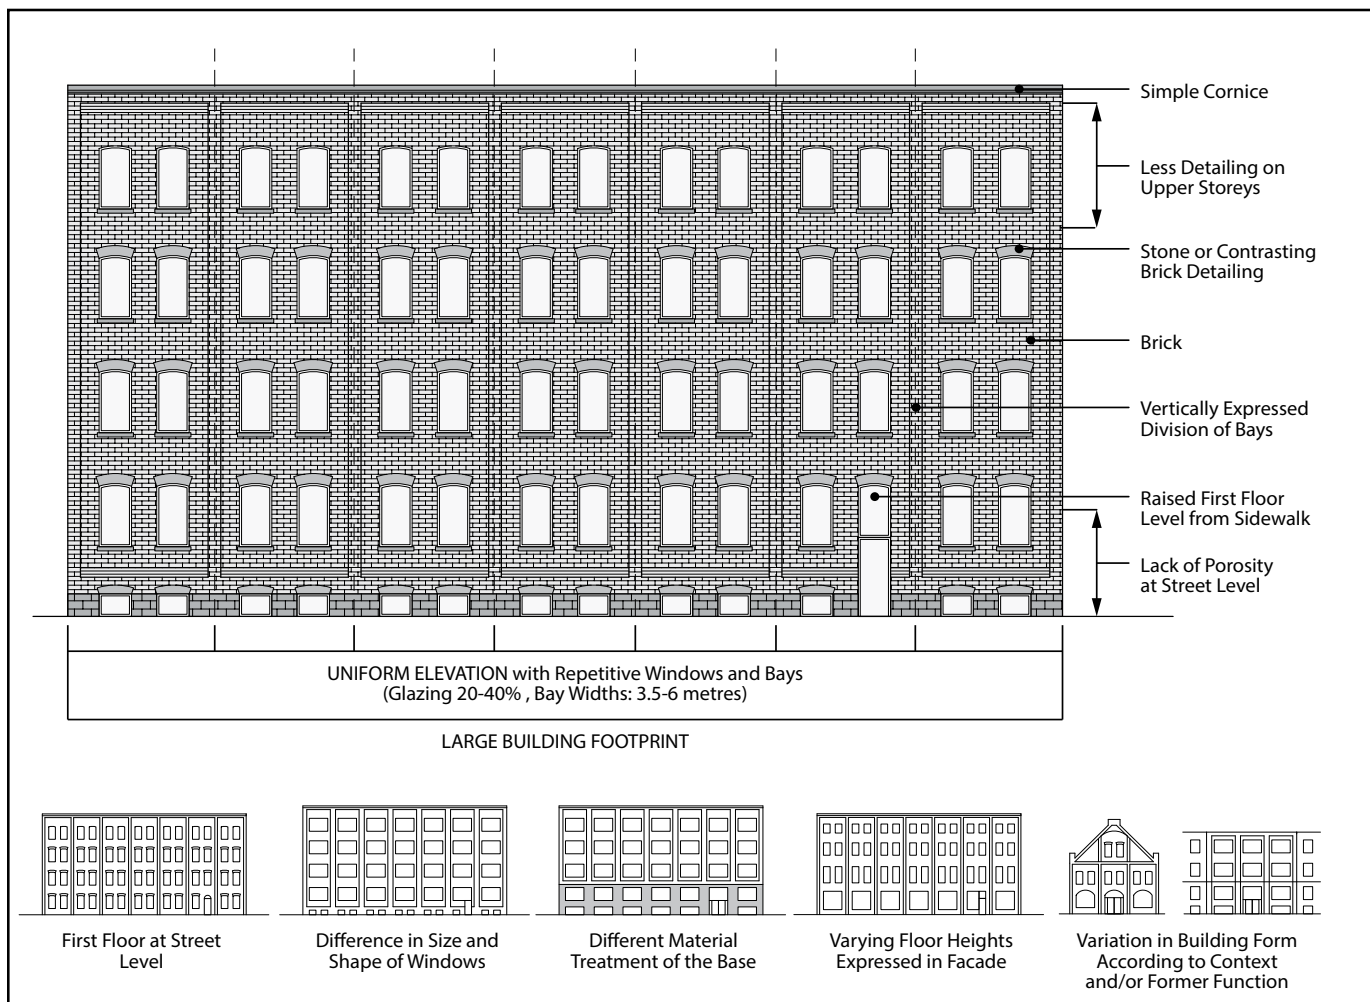 Simple Cornice
Less Detailing on
Upper Storeys
Stone or Contrasting
Brick Detailing
Brick
Vertically Expressed
Division of Bays
Raised First Floor
Level from Sidewalk
Lack of Porosity
at Street Level
UNIFORM ELEVATION with Repetitive Windows and Bays
(Glazing 20-40% , Bay Widths: 3.5-6 metres)
LARGE BUILDING FOOTPRINT
First Floor at Street
Level
Difference in Size and
Shape of Windows
Different Material
Treatment of the Base
Varying Floor Heights
Expressed in Facade
Variation in Building Form
According to Context
and/or Former Function